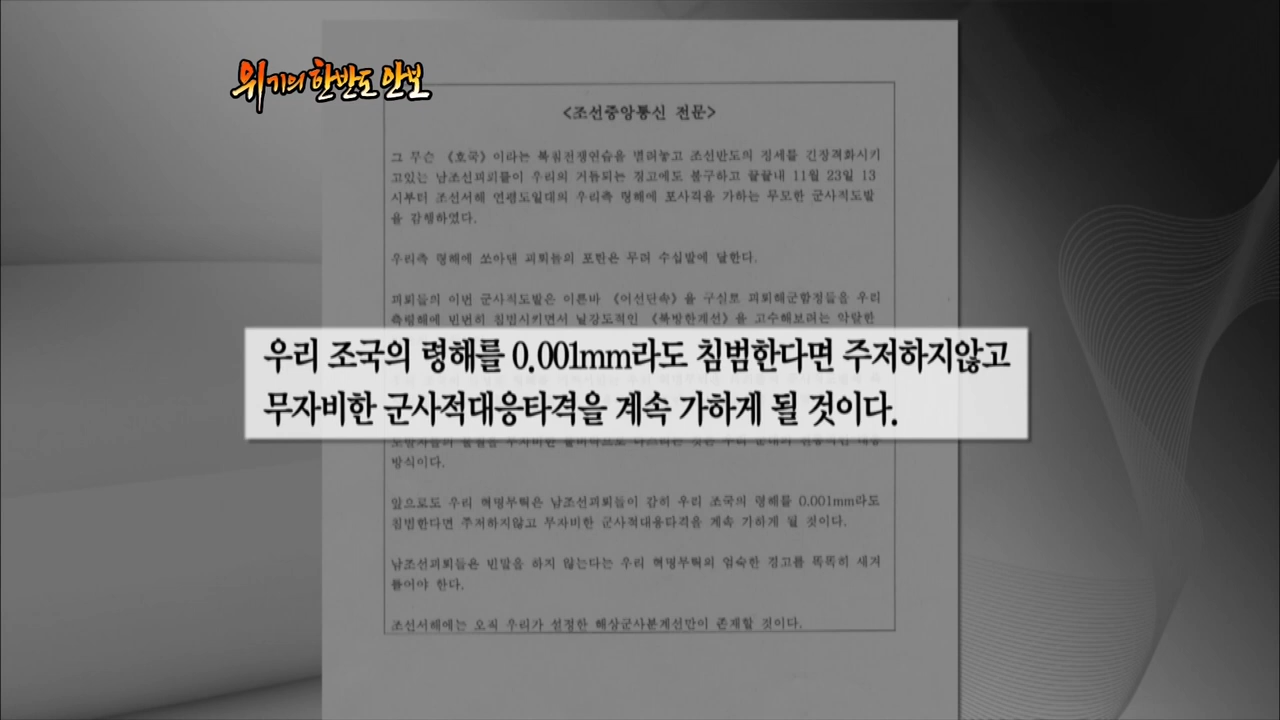 위기의 한반도 안보
<조선중앙통신 전문>
그 무슨 《호국》이라는 북침전쟁연습을 벌려놓고 조선반도의 정세를 긴장격화시키
고있는 남조선괴뢰들이 우리의 거듭되는 경고에도 불구하고 끝끝내 11월 23일 13
시부터 조선서해 연평도일대의 우리측 령해에 포사격을 가하는 무모한 군사적도발
을 감행하였다.
우리측 령해에 쏘아댄 괴뢰들의 포탄은 무려 수십발에 달한다.
괴뢰들의 이번 군사적도발은 이른바 《어선단속》을 구실로 괴뢰해군함정들을 우리
측령해에 빈번히 침범시키면서 날강도적인 《북방한계선》을 고수해보려는 악랄한
우리 조국의 령해를 0.001mm라도 침범한다면 주저하지않고
무자비한 군사적대응타격을 계속 가하게 될 것이다.
방식이다.
앞으로도 우리 혁명무력은 남조선괴뢰들이 감히 우리 조국의 령해를 0.001mm라도
침범한다면 주저하지않고 무자비한 군사적대응타격을 계속 가하게 될 것이다.
남조선괴뢰들은 빈말을 하지 않는다는 우리 혁명무력의 엄숙한 경고를 똑똑히 새겨
들어야 한다.
조선서해에는 오직 우리가 설정한 해상군사분계선만이 존재할 것이다.